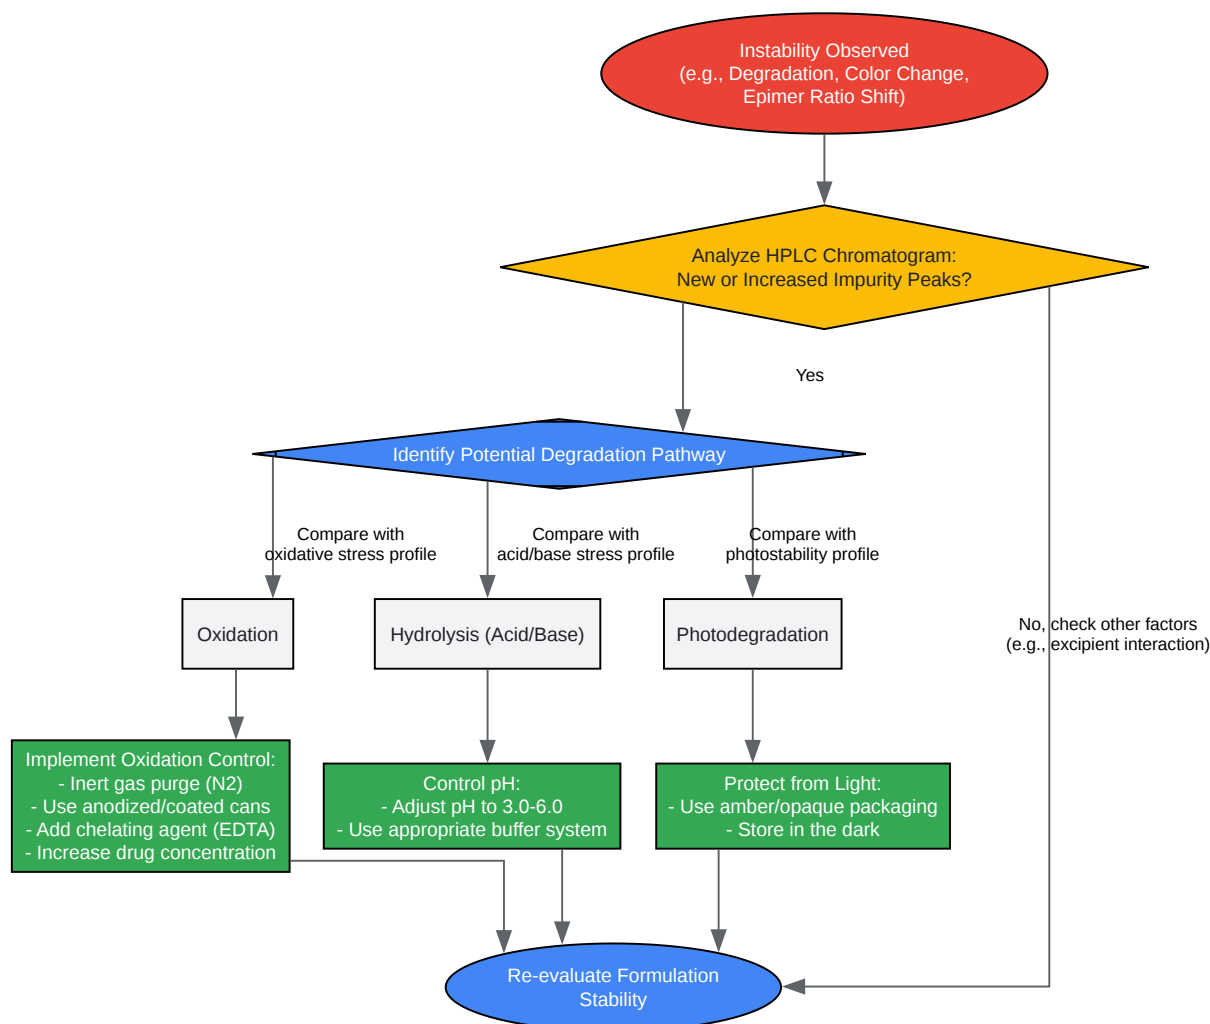 Instability Observed
(e.g., Degradation, Color Change,
Epimer Ratio Shift)
Analyze HPLC Chromatogram:
New or Increased Impurity Peaks?
Yes
Identify Potential Degradation Pathway
Compare with
oxidative stress profile
Compare with
acid/base stress profile
Compare with
photostability profile
Oxidation
Hydrolysis (Acid/Base)
Photodegradation
No, check other factors
(e.g., excipient interaction)
Implement Oxidation Control:
- Inert gas purge (N2)
- Use anodized/coated cans
- Add chelating agent (EDTA)
- Increase drug concentration
Control pH:
- Adjust pH to 3.0-6.0
- Use appropriate buffer system
Protect from Light:
- Use amber/opaque packaging
- Store in the dark
Re-evaluate Formulation
Stability